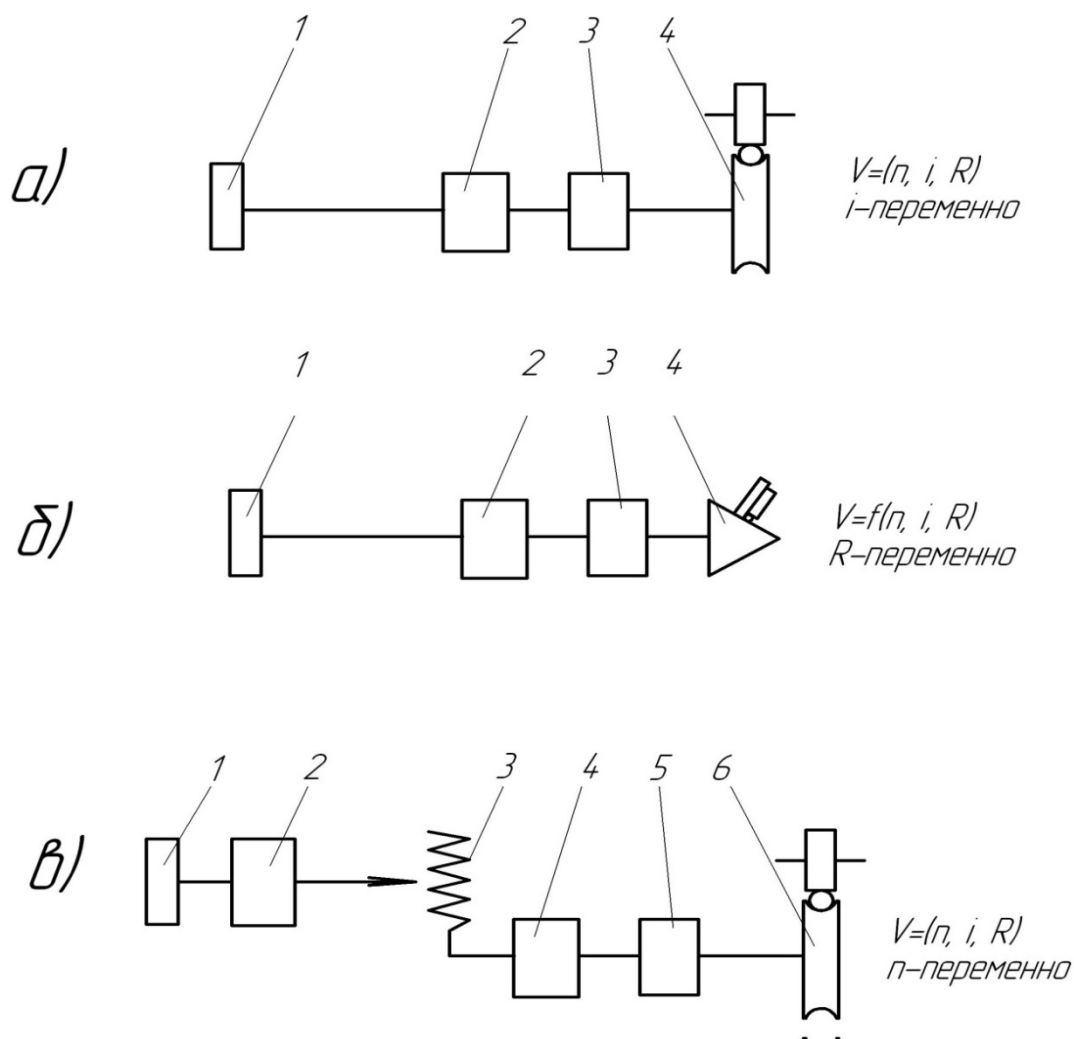 1 2 3 4
а)
V=(n, i, R)
i-переменно
1 2 3 4
б)
V=f(n, i, R)
R-переменно
1 2 3 4 5 6
в)
V=(n, i, R)
n-переменно